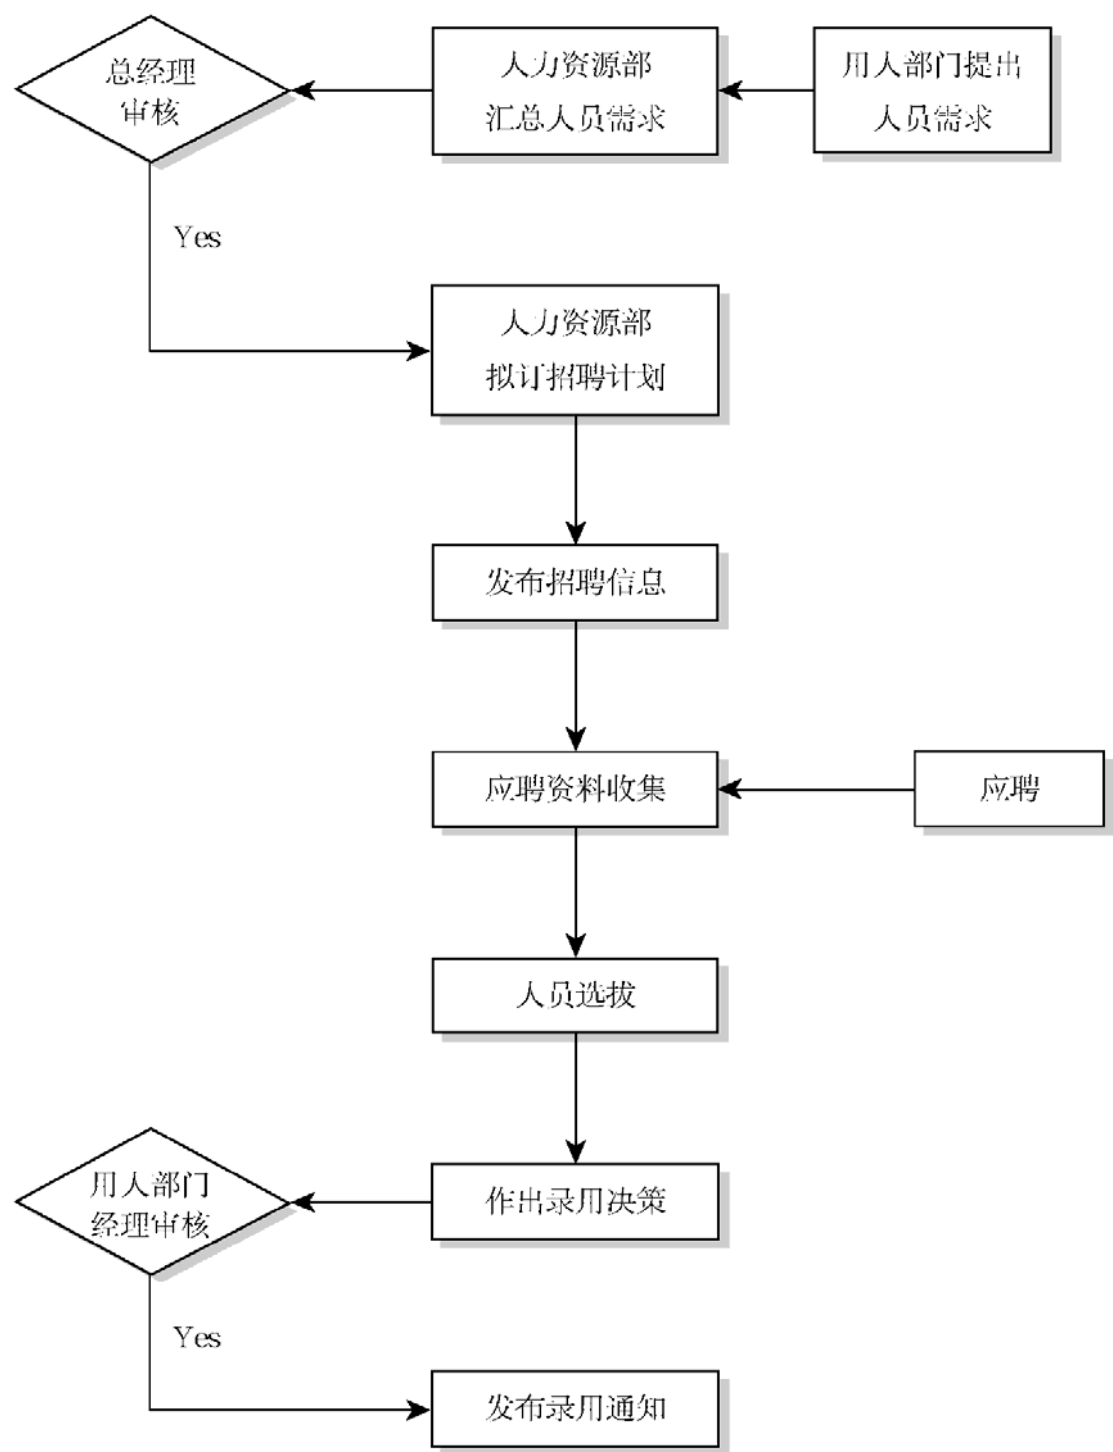 总经理
审核
人力资源部
汇总人员需求
用人部门提出
人员需求
Yes
人力资源部
拟订招聘计划
发布招聘信息
应聘资料收集
应聘
人员选拔
用人部门
经理审核
作出录用决策
Yes
发布录用通知